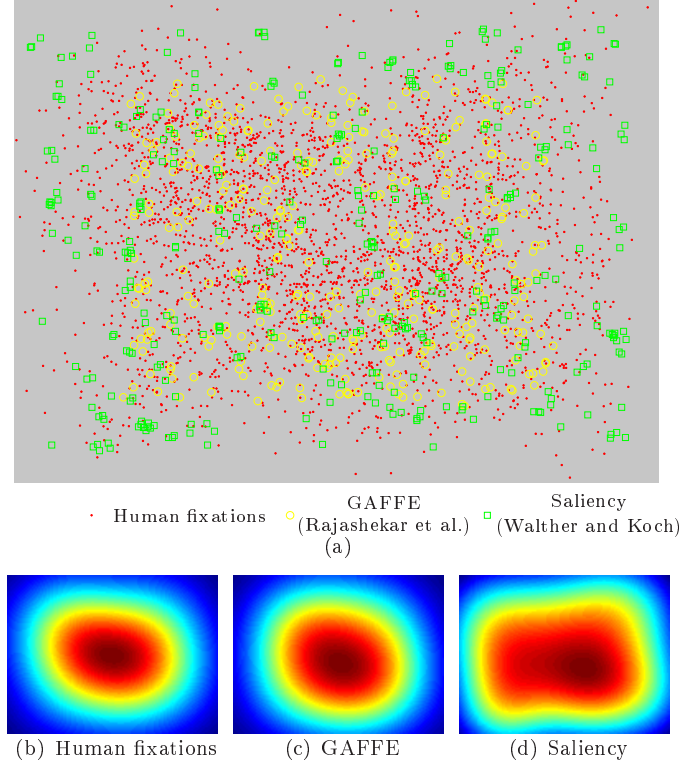 Human fixations
GAFFE
(Rajashekar et al.)
Saliency
(Walther and Koch)
(a)
(b) Human fixations
(c) GAFFE
(d) Saliency